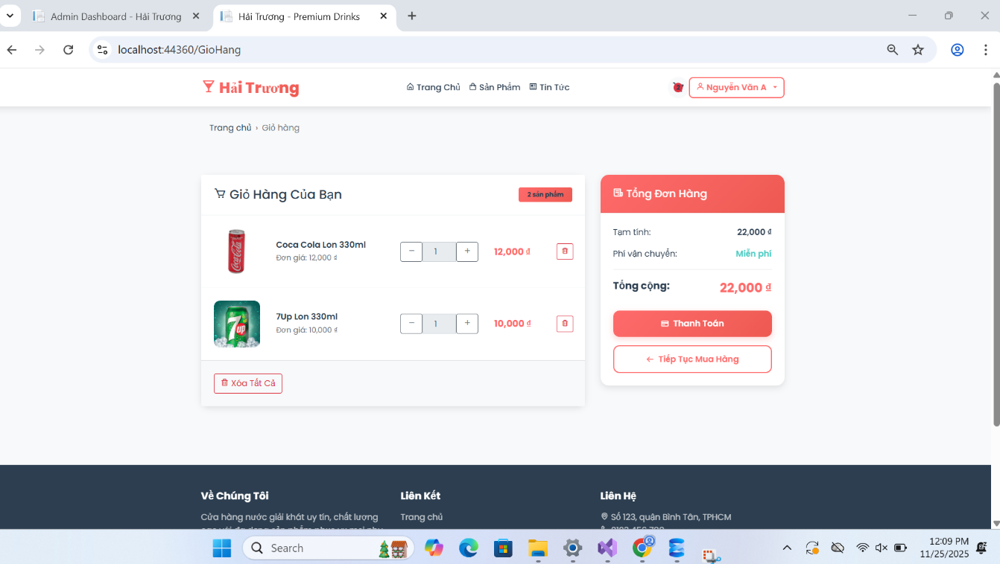 Admin Dashboard - Hải Trương
Hải Trương - Premium Drinks
localhost:44360/GioHang
Hải Trương
Trang Chủ
Sản Phẩm
Tin Tức
2
Nguyễn Văn A
Trang chủ › Giỏ hàng
Giỏ Hàng Của Bạn
2 sản phẩm
Coca Cola Lon 330ml
Đơn giá: 12,000 ₫
− 1 +
12,000 ₫
Coca-Cola
7Up Lon 330ml
Đơn giá: 10,000 ₫
− 1 +
10,000 ₫
7up
Xóa Tất Cả
Tổng Đơn Hàng
Tạm tính: 22,000 ₫
Phí vận chuyển: Miễn phí
Tổng cộng: 22,000 ₫
Thanh Toán
← Tiếp Tục Mua Hàng
Về Chúng Tôi
Cửa hàng nước giải khát uy tín, chất lượng
Liên Kết
Trang chủ
Liên Hệ
Số 123, quận Bình Tân, TPHCM
Search
12:09 PM
11/25/2025